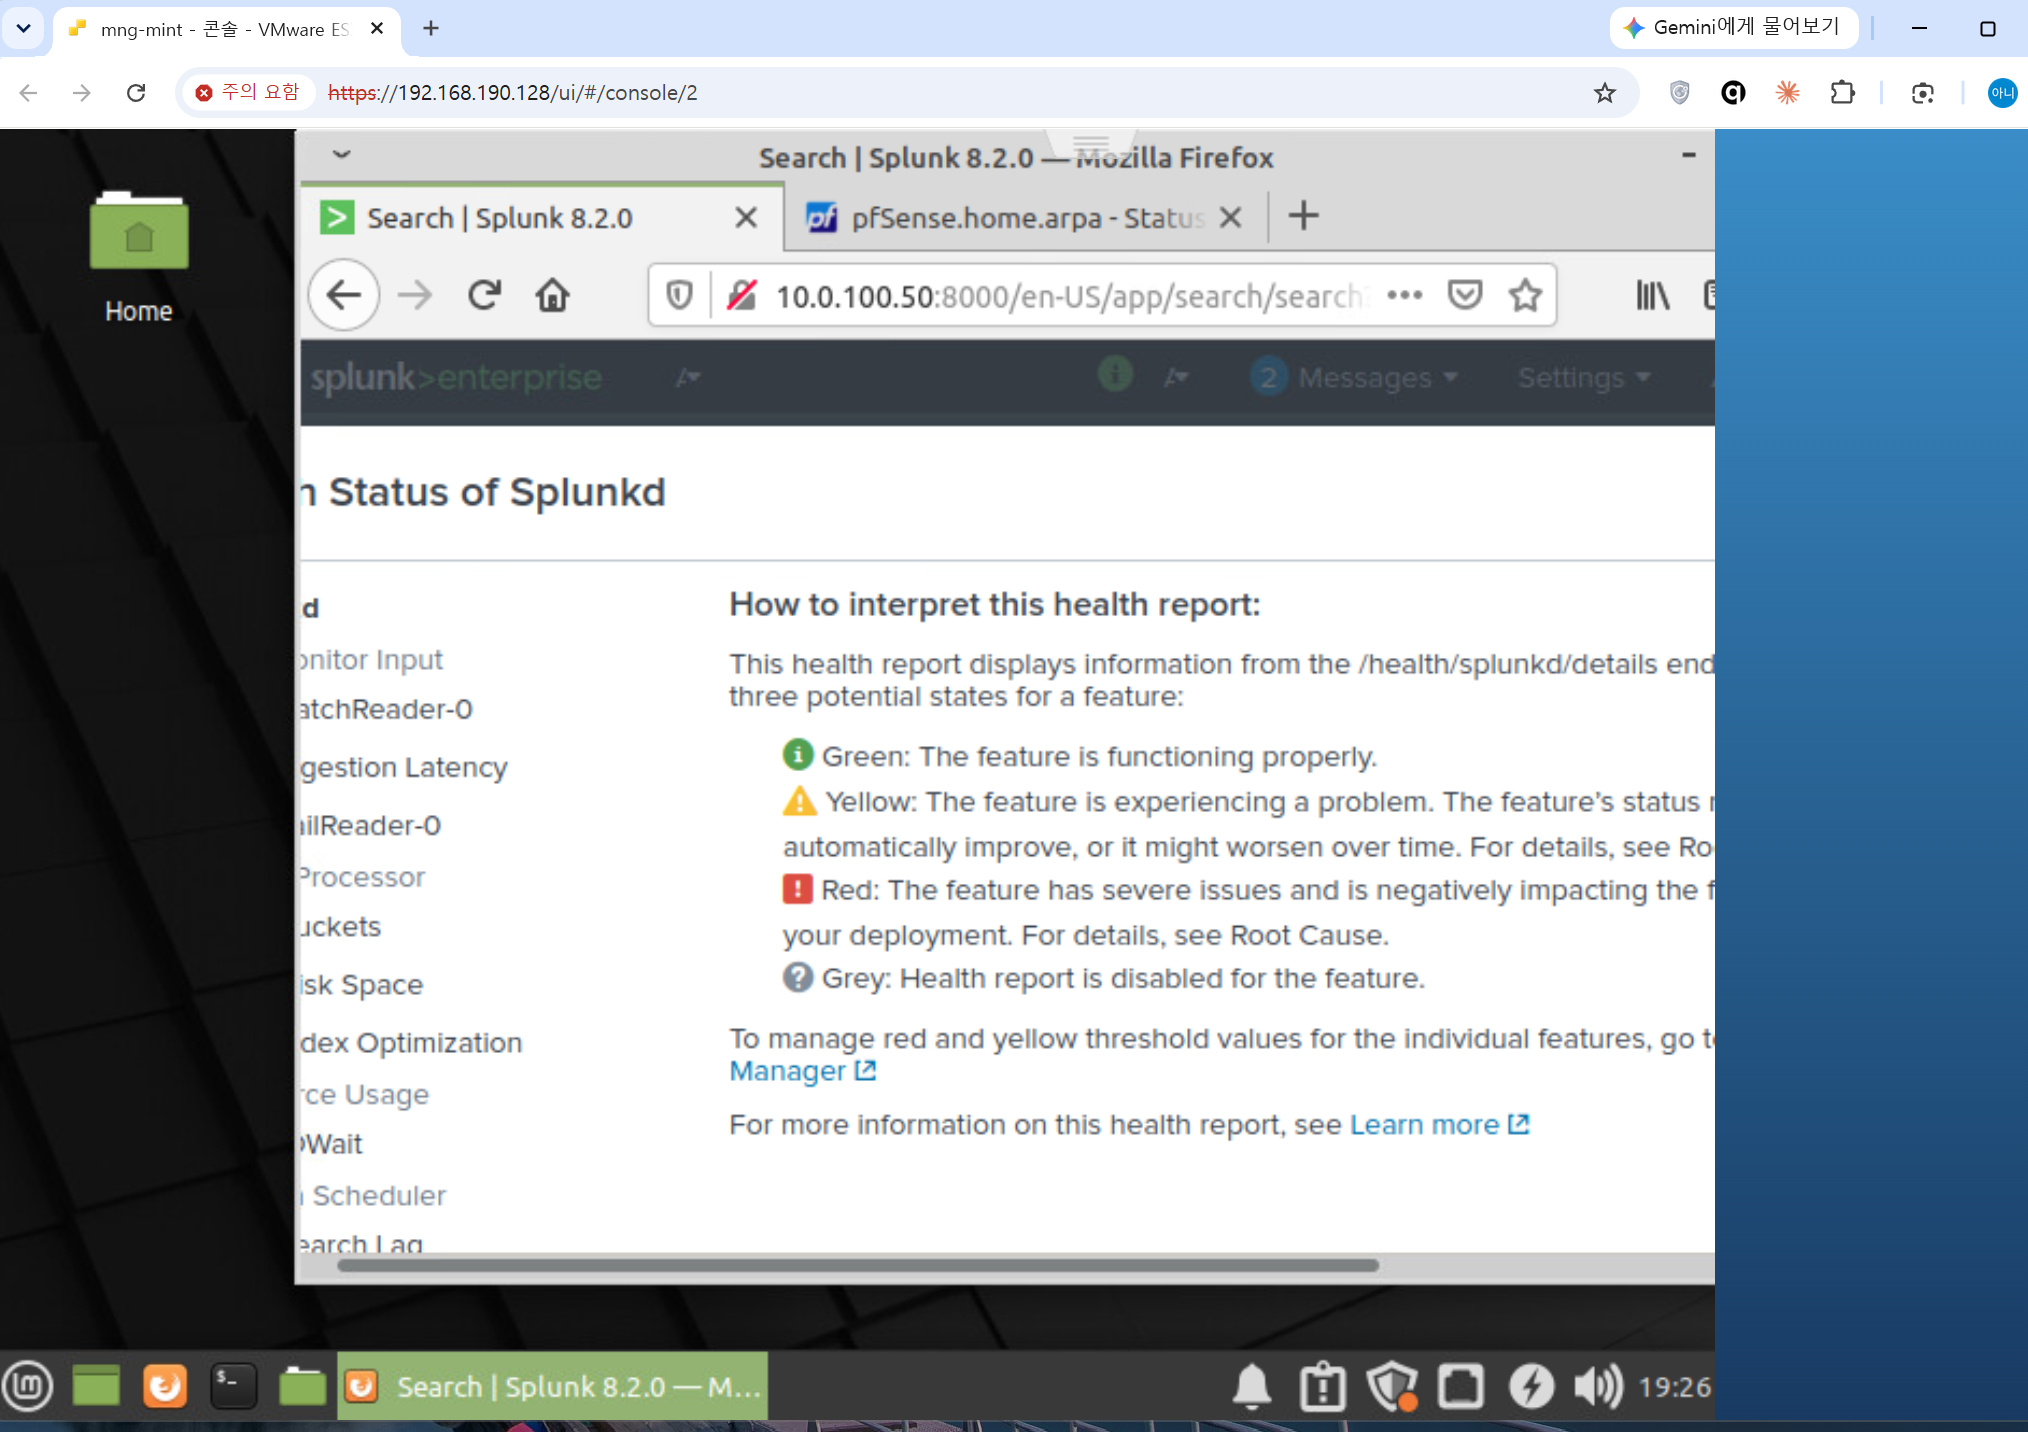 mng-mint - 콘솔 - VMware ES
Gemini에게 물어보기
주의 요함
https://192.168.190.128/ui/#/console/2
아니
Home
Search | Splunk 8.2.0 — Mozilla Firefox
Search | Splunk 8.2.0
pfSense.home.arpa - Status
10.0.100.50:8000/en-US/app/search/search
splunk>enterprise
2 Messages
Settings
n Status of Splunkd
d
onitor Input
atchReader-0
gestion Latency
ailReader-0
Processor
uckets
isk Space
dex Optimization
rce Usage
OWait
Scheduler
earch Lag
How to interpret this health report:
This health report displays information from the /health/splunkd/details end
three potential states for a feature:
Green: The feature is functioning properly.
Yellow: The feature is experiencing a problem. The feature's status
automatically improve, or it might worsen over time. For details, see Ro
Red: The feature has severe issues and is negatively impacting the f
your deployment. For details, see Root Cause.
Grey: Health report is disabled for the feature.
To manage red and yellow threshold values for the individual features, go to
Manager
For more information on this health report, see Learn more
Search | Splunk 8.2.0 — M...
19:26